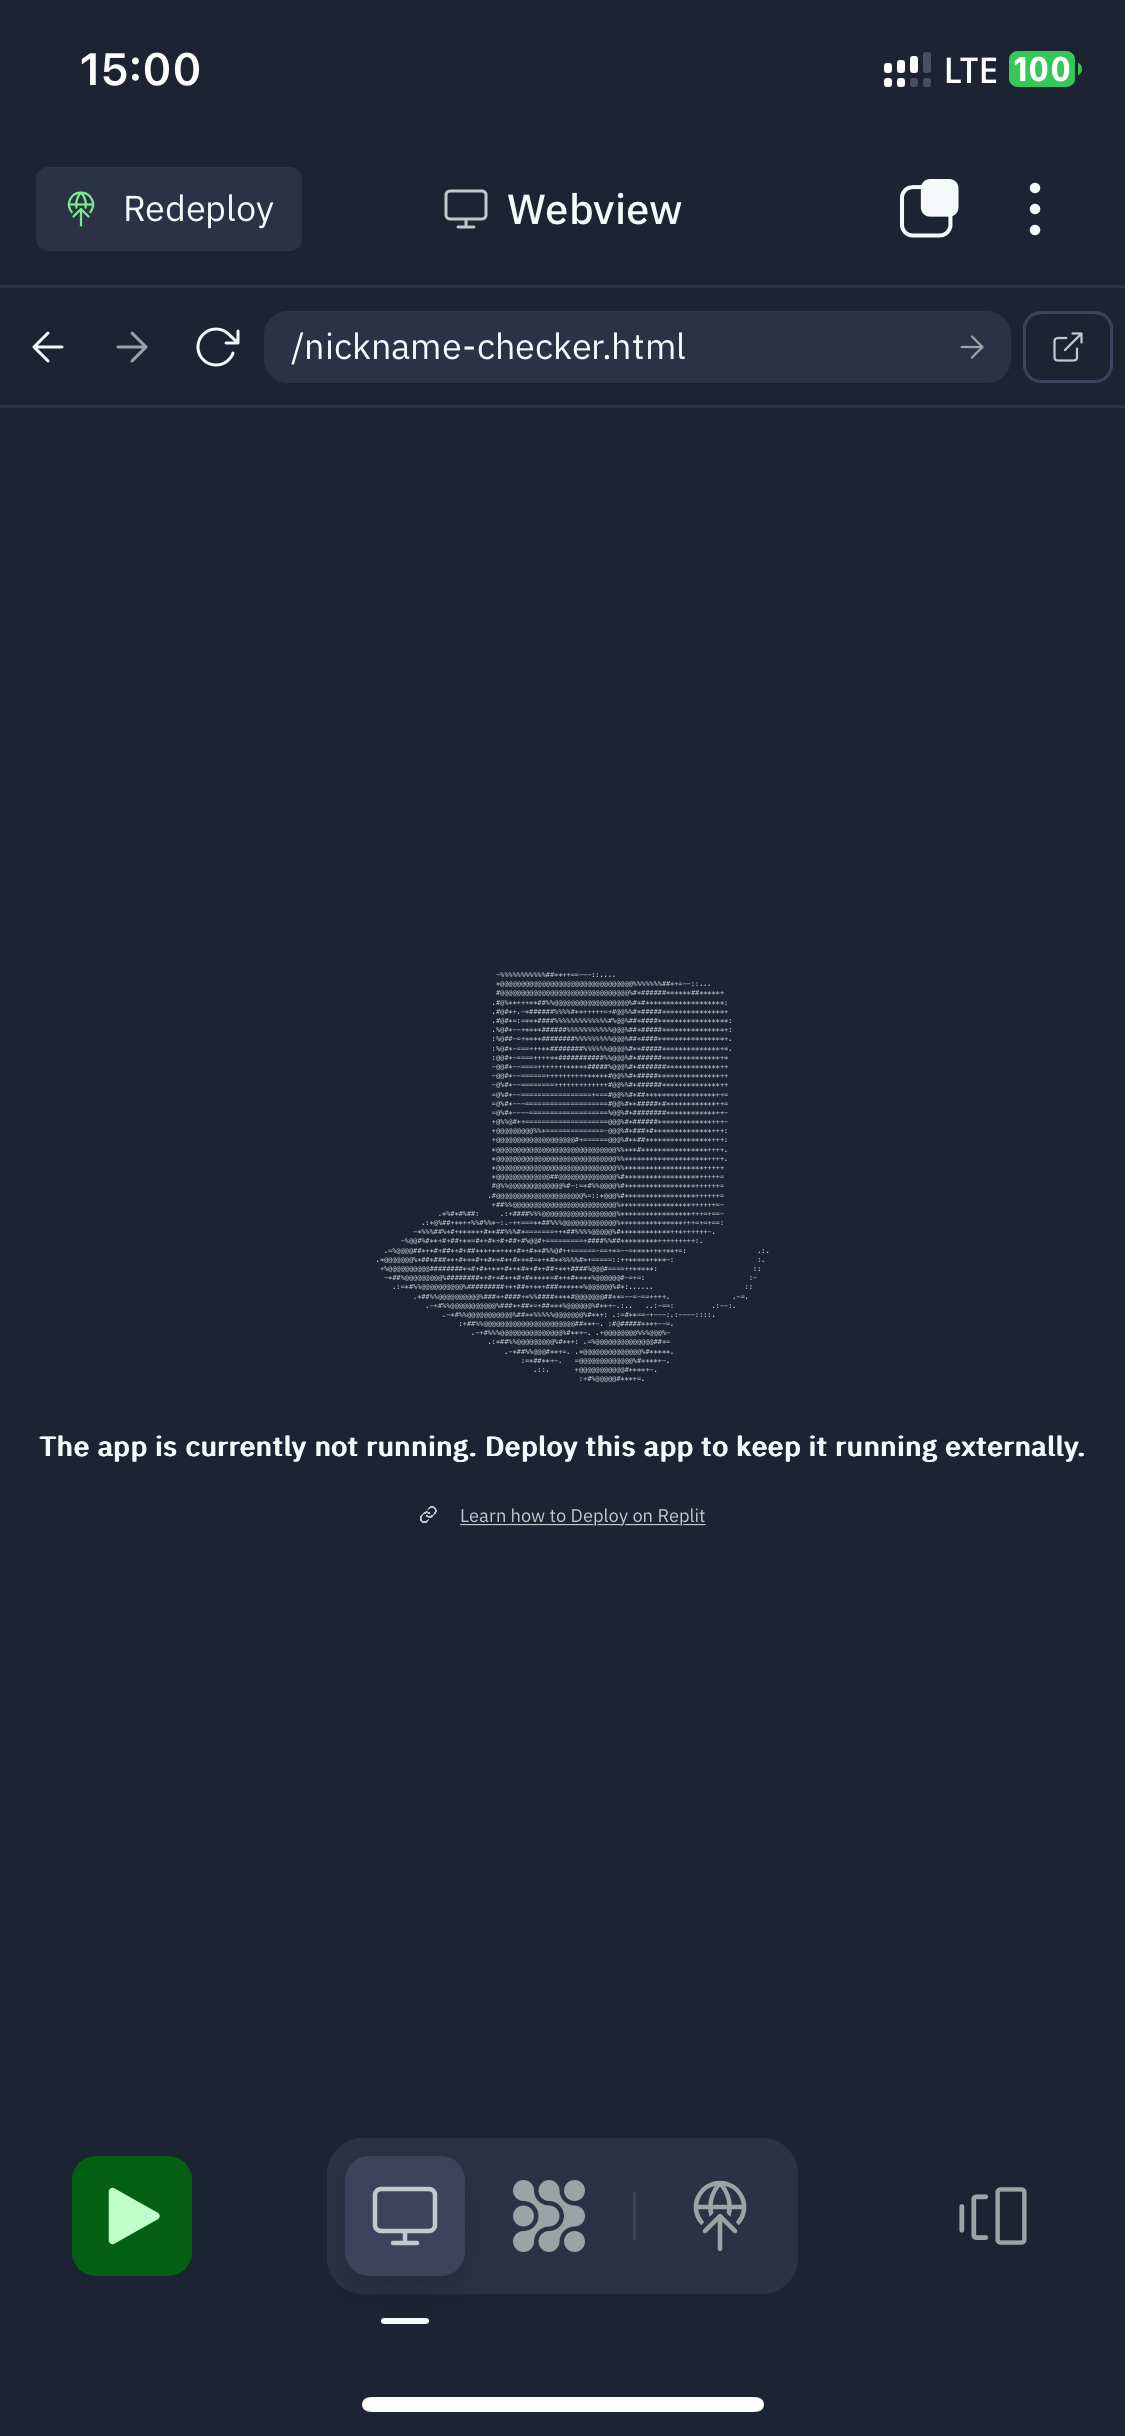 15:00
LTE 100
Redeploy
Webview
/nickname-checker.html
The app is currently not running. Deploy this app to keep it running externally.
Learn how to Deploy on Replit